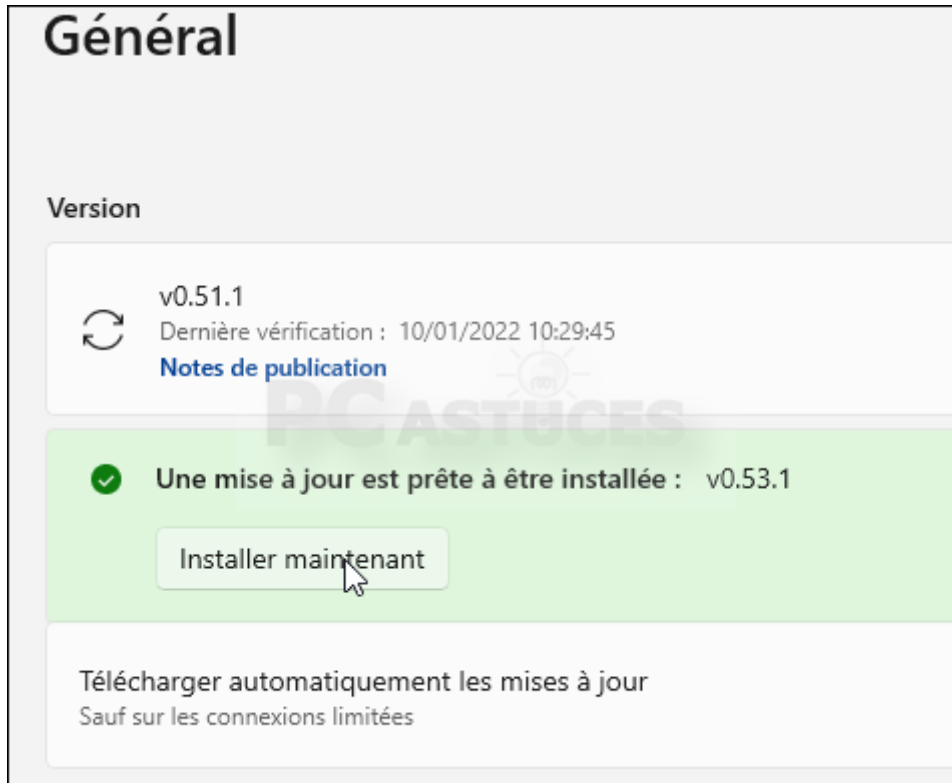 Général
Version
v0.51.1
Dernière vérification : 10/01/2022 10:29:45
Notes de publication
PC ASTUCES
Une mise à jour est prête à être installée : v0.53.1
Installer maintenant
Télécharger automatiquement les mises à jour
Sauf sur les connexions limitées